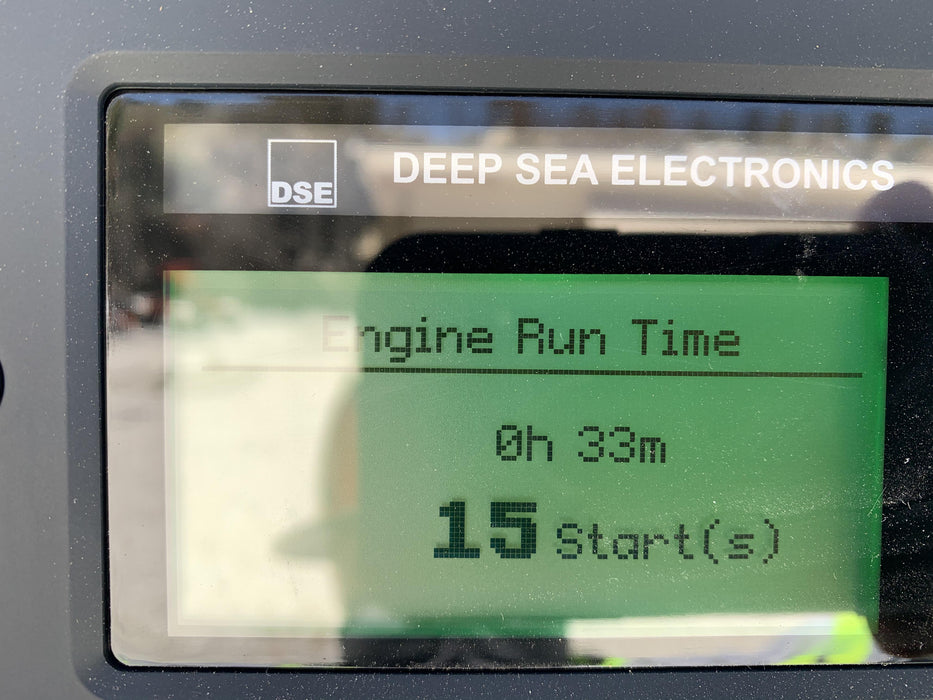 DSE
DEEP SEA ELECTRONICS
Engine Run Time
0h 33m
15 Start(s)